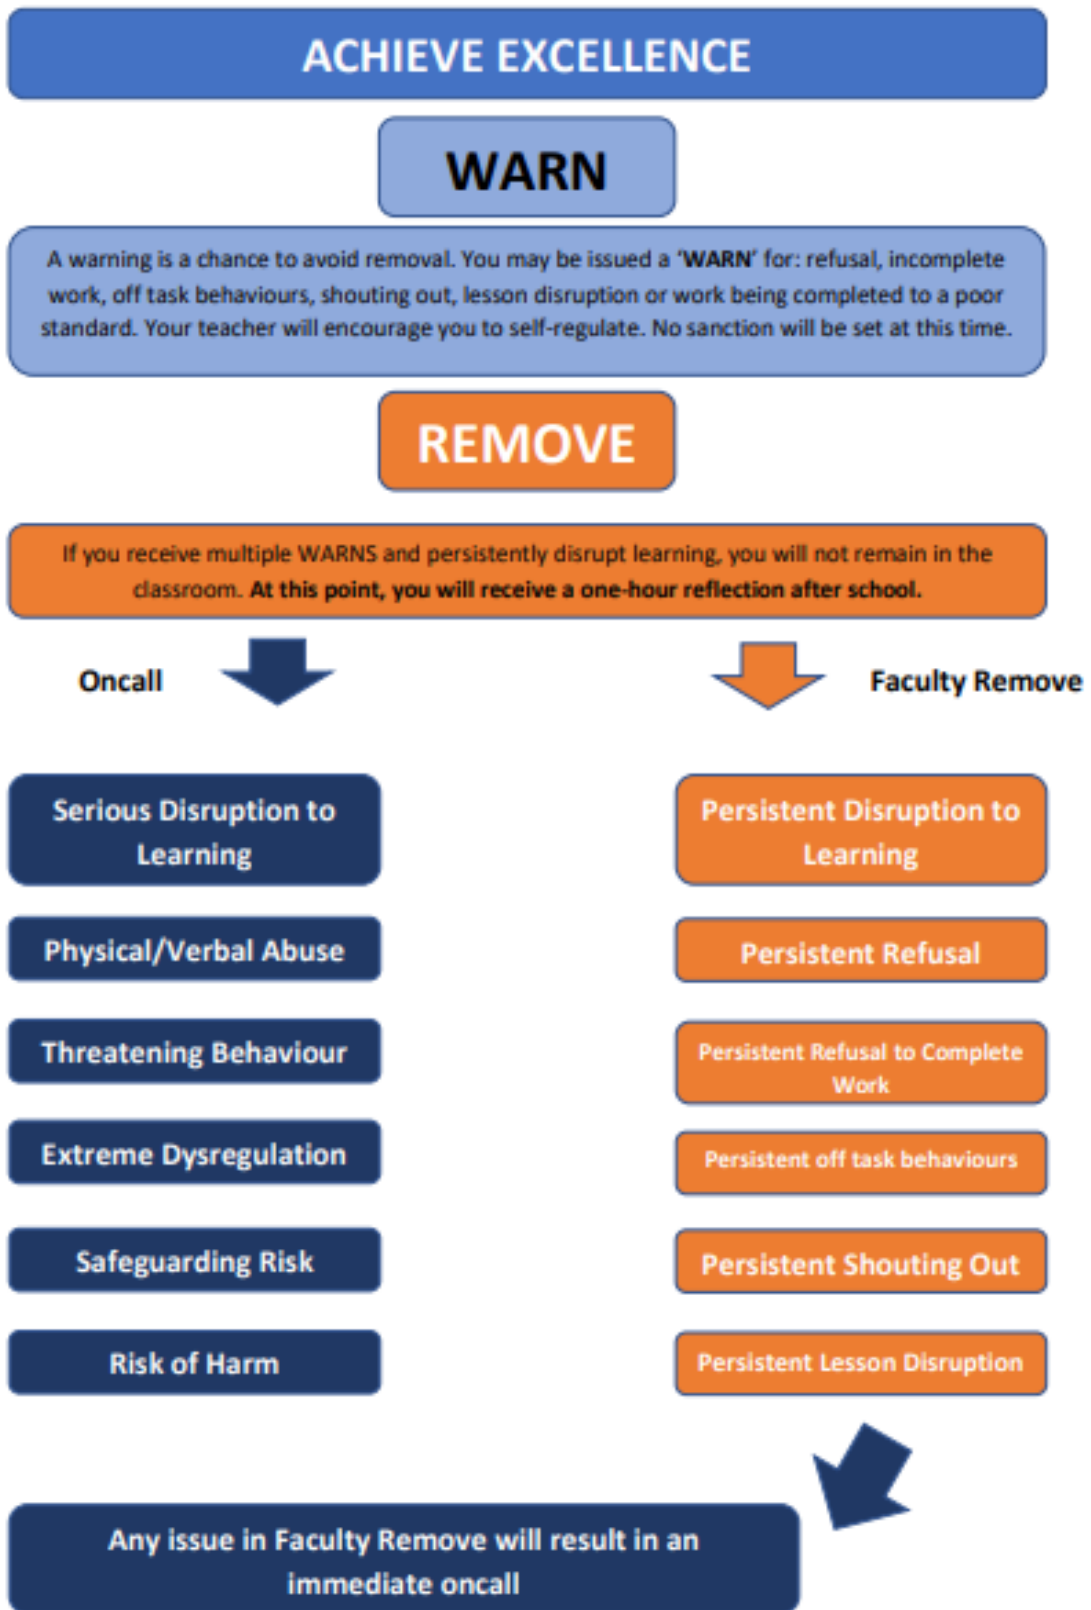 ACHIEVE EXCELLENCE
WARN
A warning is a chance to avoid removal. You may be issued a ‘WARN’ for: refusal, incomplete
work, off task behaviours, shouting out, lesson disruption or work being completed to a poor
standard. Your teacher will encourage you to self-regulate. No sanction will be set at this time.
REMOVE
If you receive multiple WARNS and persistently disrupt learning, you will not remain in the
classroom. At this point, you will receive a one-hour reflection after school.
Oncall
Faculty Remove
Serious Disruption to
Learning
Physical/Verbal Abuse
Threatening Behaviour
Extreme Dysregulation
Safeguarding Risk
Risk of Harm
Persistent Disruption to
Learning
Persistent Refusal
Persistent Refusal to Complete
Work
Persistent off task behaviours
Persistent Shouting Out
Persistent Lesson Disruption
Any issue in Faculty Remove will result in an
immediate oncall